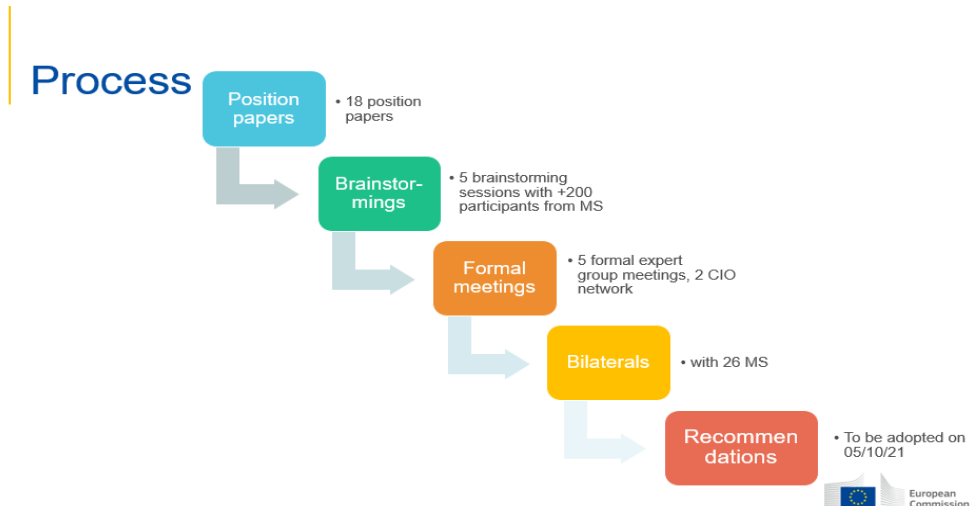 Process
Position
papers
• 18 position
papers
Brainstor-
mings
• 5 brainstorming
sessions with +200
participants from MS
Formal
meetings
• 5 formal expert
group meetings, 2 CIO
network
Bilaterals
• with 26 MS
Recommen
dations
• To be adopted on
05/10/21
European
Commission